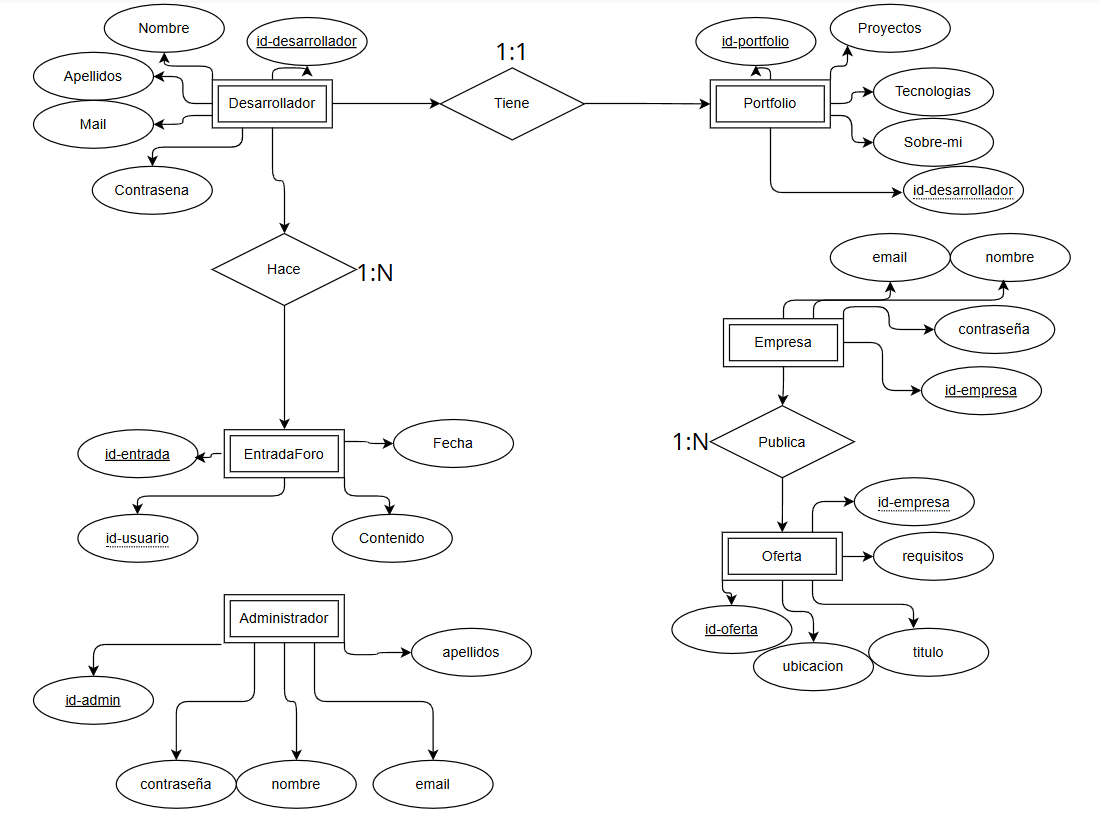 Nombre
id-desarrollador
Apellidos
Mail
Contrasena
Desarrollador
1:1
Tiene
id-portfolio
Proyectos
Portfolio
Tecnologias
Sobre-mi
id-desarrollador
Hace
1:N
email
nombre
contraseña
Empresa
id-empresa
1:N
Publica
id-entrada
EntradaForo
Fecha
id-usuario
Contenido
id-empresa
Oferta
requisitos
id-oferta
ubicacion
titulo
Administrador
apellidos
id-admin
contraseña
nombre
email